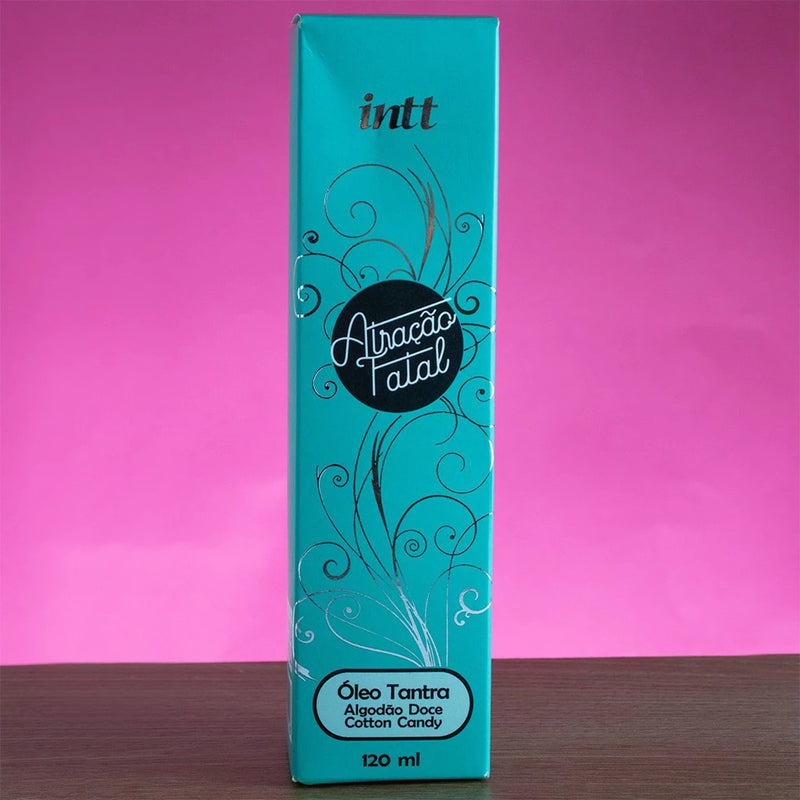 intt
Atração
Fatal
Óleo Tantra
Algodão Doce
Cotton Candy
120 ml